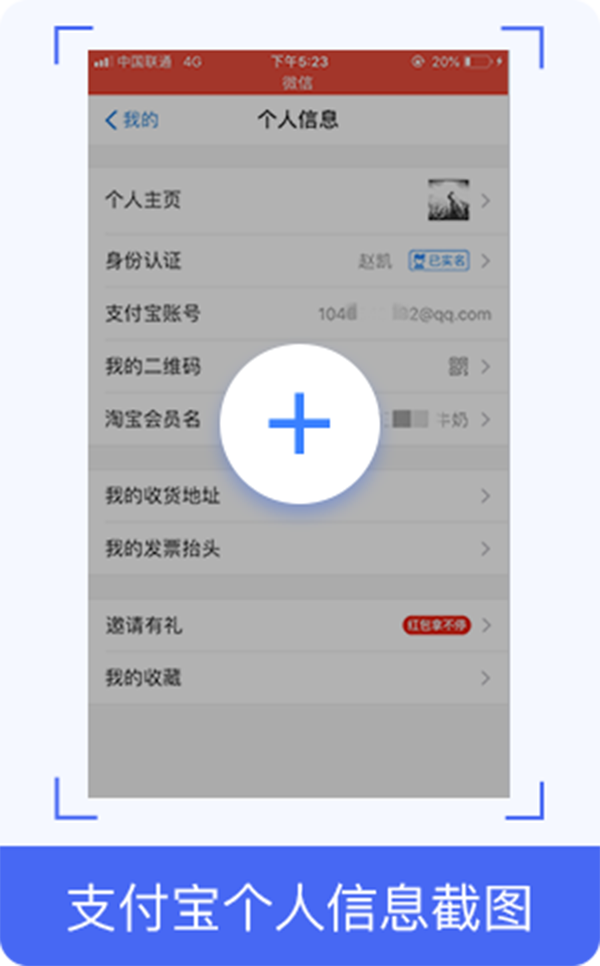 中国联通 4G 下午5:23 20%
微信
我的 个人信息
个人主页
身份认证 赵凯 已实名
支付宝账号 104 2@qq.com
我的二维码
淘宝会员名 牛奶
我的收货地址
我的发票抬头
邀请有礼 红包拿不停
我的收藏
支付宝个人信息截图